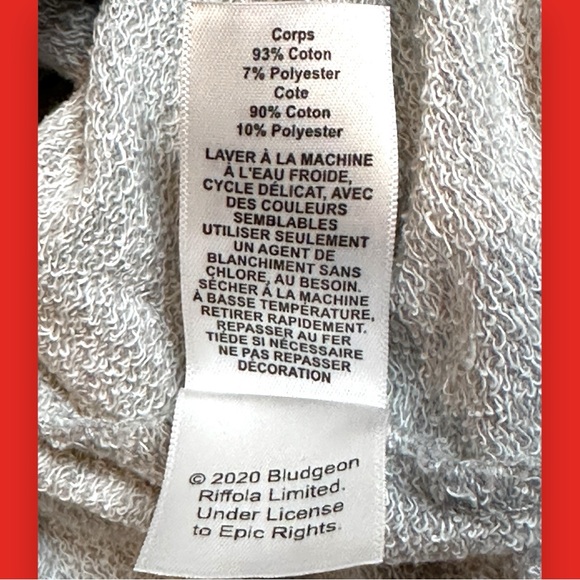 Corps
93% Coton
7% Polyester
Cote
90% Coton
10% Polyester
LAVER À LA MACHINE
À L'EAU FROIDE,
CYCLE DÉLICAT, AVEC
DES COULEURS
SEMBLABLES
UTILISER SEULEMENT
UN AGENT DE
BLANCHIMENT SANS
CHLORE, AU BESOIN.
SÉCHER À LA MACHINE
À BASSE TEMPÉRATURE,
RETIRER RAPIDEMENT.
REPASSER AU FER
TIÈDE SI NÉCESSAIRE
NE PAS REPASSER
DÉCORATION
© 2020 Bludgeon
Riffola Limited.
Under License
to Epic Rights.